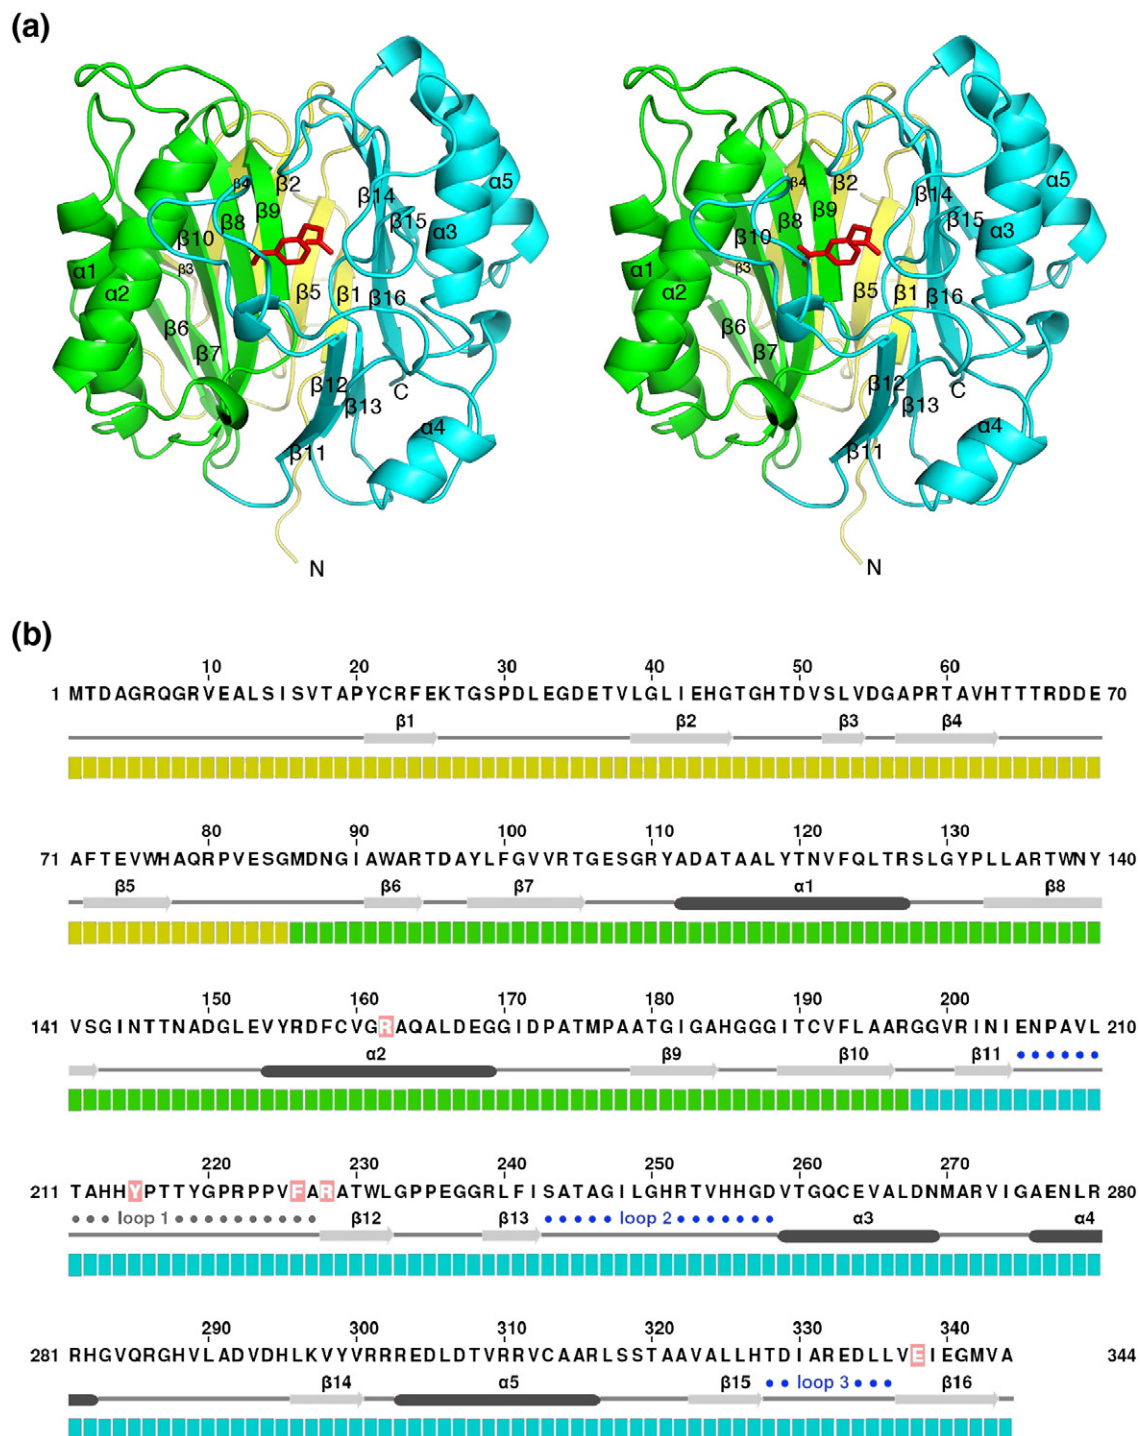 (a)
β4 β2 β14 α5
β9 β15
β10 β8 α3
α1 β3
α2 β5 β1 β16
β6
β7
β12 C
β13 α4
β11
N
β4 β2 β14 α5
β9 β15
β10 β8 α3
α1 β3
α2 β5 β1 β16
β6
β7
β12 C
β13 α4
β11
N
(b)
10 20 30 40 50 60
1 MTDAGRQGRVEALSISVTAPYCRFEKTGSPDLEGDETVLGLIEHGTGHTDVSLVDGAPRTAVHTTTRDDE 70
β1 β2 β3 β4
80 90 100 110 120 130
71 AFTEVWHAQRPVESGMDNGIAWARTDAYLFGVVRTGESGRYADATAALYTNVFQLTRSLGYPLLARTWNY 140
β5 β6 β7 α1 β8
150 160 170 180 190 200
141 VSGINTTNADGLEVYRDFCVGRAQALDEGGIDPATMPAATGIGAHGGGITCVFLAARGGVRINIENPAVL 210
α2 β9 β10 β11
220 230 240 250 260 270
211 TAHHYPTTYGPRPPVFARATWLGPPEGGRLFISATAGILGHRTVHHGDVTGQCEVALDNMARVIGAENLR 280
loop 1 β12 β13 loop 2 α3 α4
290 300 310 320 330 340
281 RHGVQRGHVLADVDHLKVYVRRREDLDTVRRVCAARLSSTAAVALLHTDIAREDLLVEIEGMVA 344
β14 α5 β15 loop 3 β16